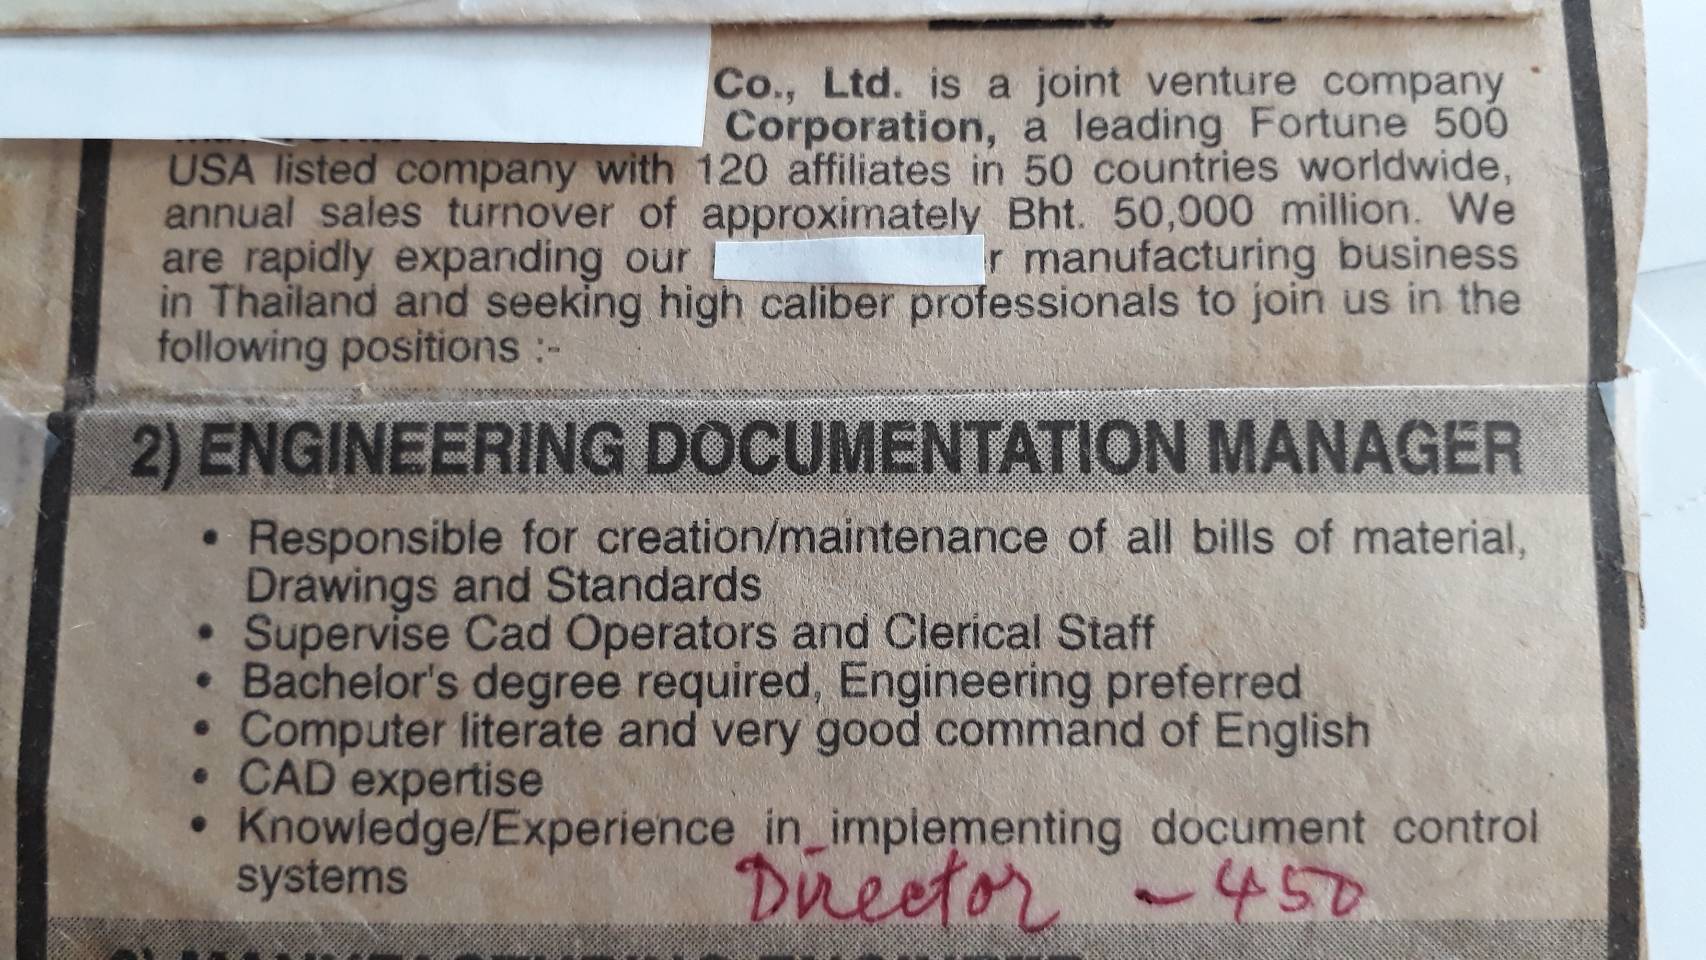 Co., Ltd. is a joint venture company
Corporation, a leading Fortune 500
USA listed company with 120 affiliates in 50 countries worldwide,
annual sales turnover of approximately Bht. 50,000 million. We
are rapidly expanding our r manufacturing business
in Thailand and seeking high caliber professionals to join us in the
following positions :-
2) ENGINEERING DOCUMENTATION MANAGER
• Responsible for creation/maintenance of all bills of material,
Drawings and Standards
• Supervise Cad Operators and Clerical Staff
• Bachelor's degree required, Engineering preferred
• Computer literate and very good command of English
• CAD expertise
• Knowledge/Experience in implementing document control
systems
Director - 450